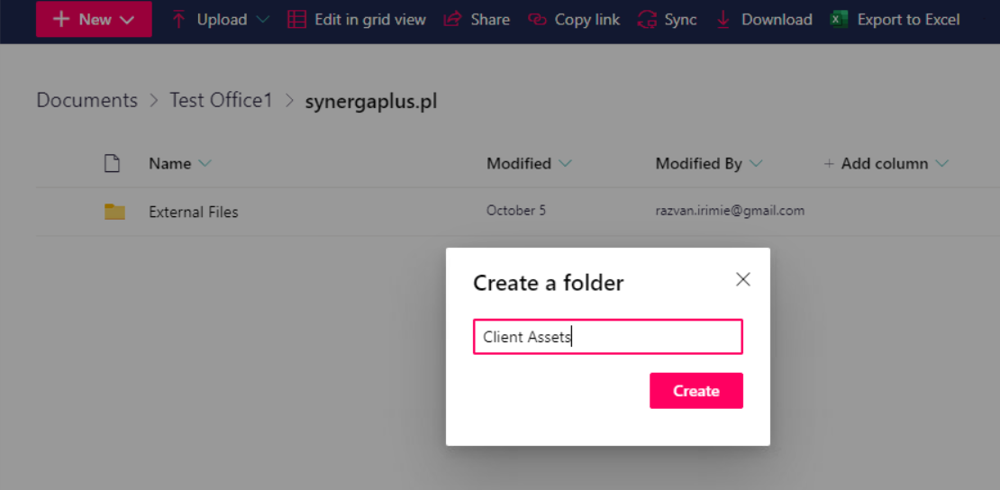 New Upload Edit in grid view Share Copy link Sync Download Export to Excel
Documents > Test Office1 > synergaplus.pl
Name Modified Modified By + Add column
External Files October 5 razvan.irimie@gmail.com
Create a folder
Client Assets
Create